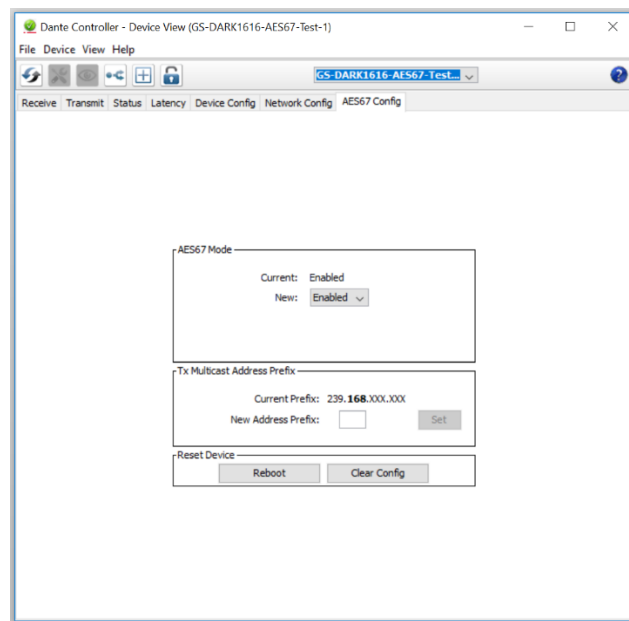 Dante Controller - Device View (GS-DARK1616-AES67-Test-1)
File Device View Help
GS-DARK1616-AES67-Test...
?
Receive Transmit Status Latency Device Config Network Config AES67 Config
AES67 Mode
Current: Enabled
New: Enabled
Tx Multicast Address Prefix
Current Prefix: 239.168.XXX.XXX
New Address Prefix: Set
Reset Device
Reboot Clear Config